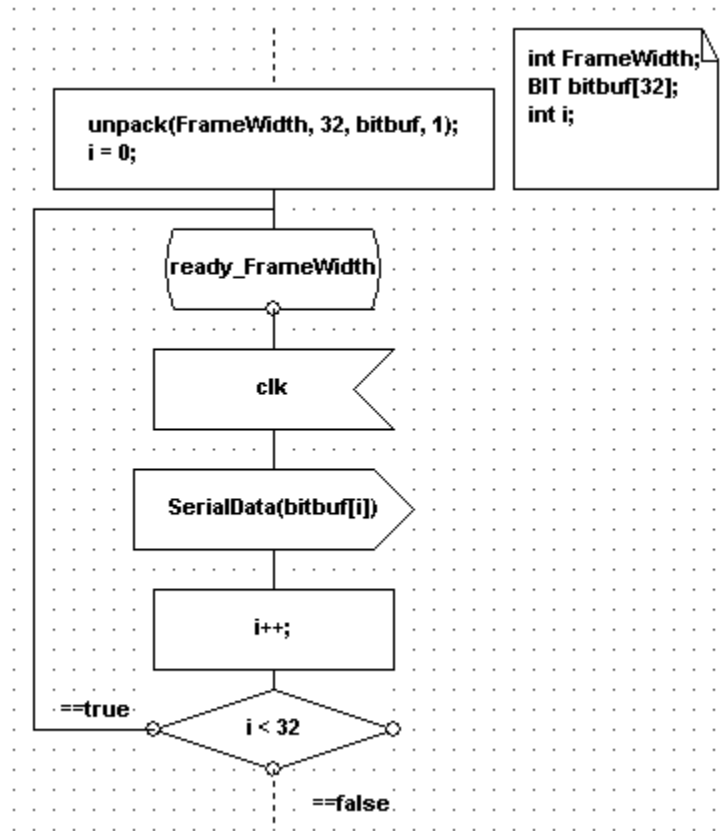 int FrameWidth;
BIT bitbuf[32];
int i;
unpack(FrameWidth, 32, bitbuf, 1);
i = 0;
ready_FrameWidth
clk
SerialData(bitbuf[i])
i++;
==true
i < 32
==false